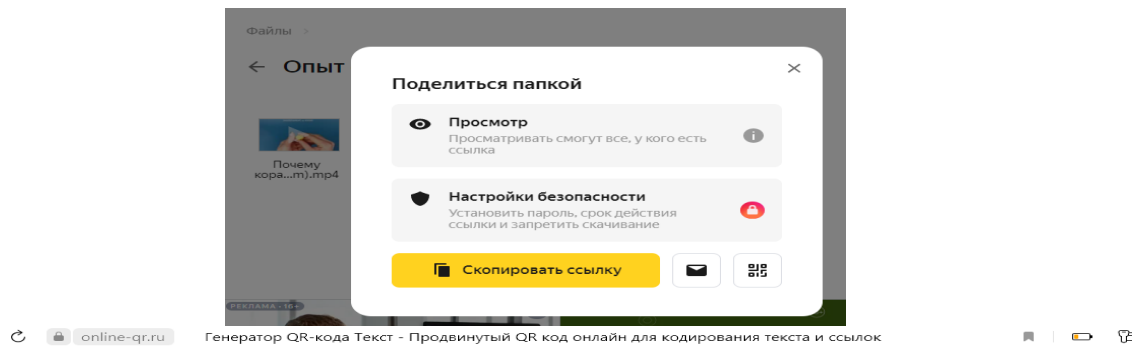 Файлы >
← Опыт
Почему
кора...m).mp4
Поделиться папкой
Просмотр
Просматривать смогут все, у кого есть
ссылка
Настройки безопасности
Установить пароль, срок действия
ссылки и запретить скачивание
Скопировать ссылку
РЕКЛАМА • 16+
online-qr.ru Генератор QR-кода Текст - Продвинутый QR код онлайн для кодирования текста и ссылок